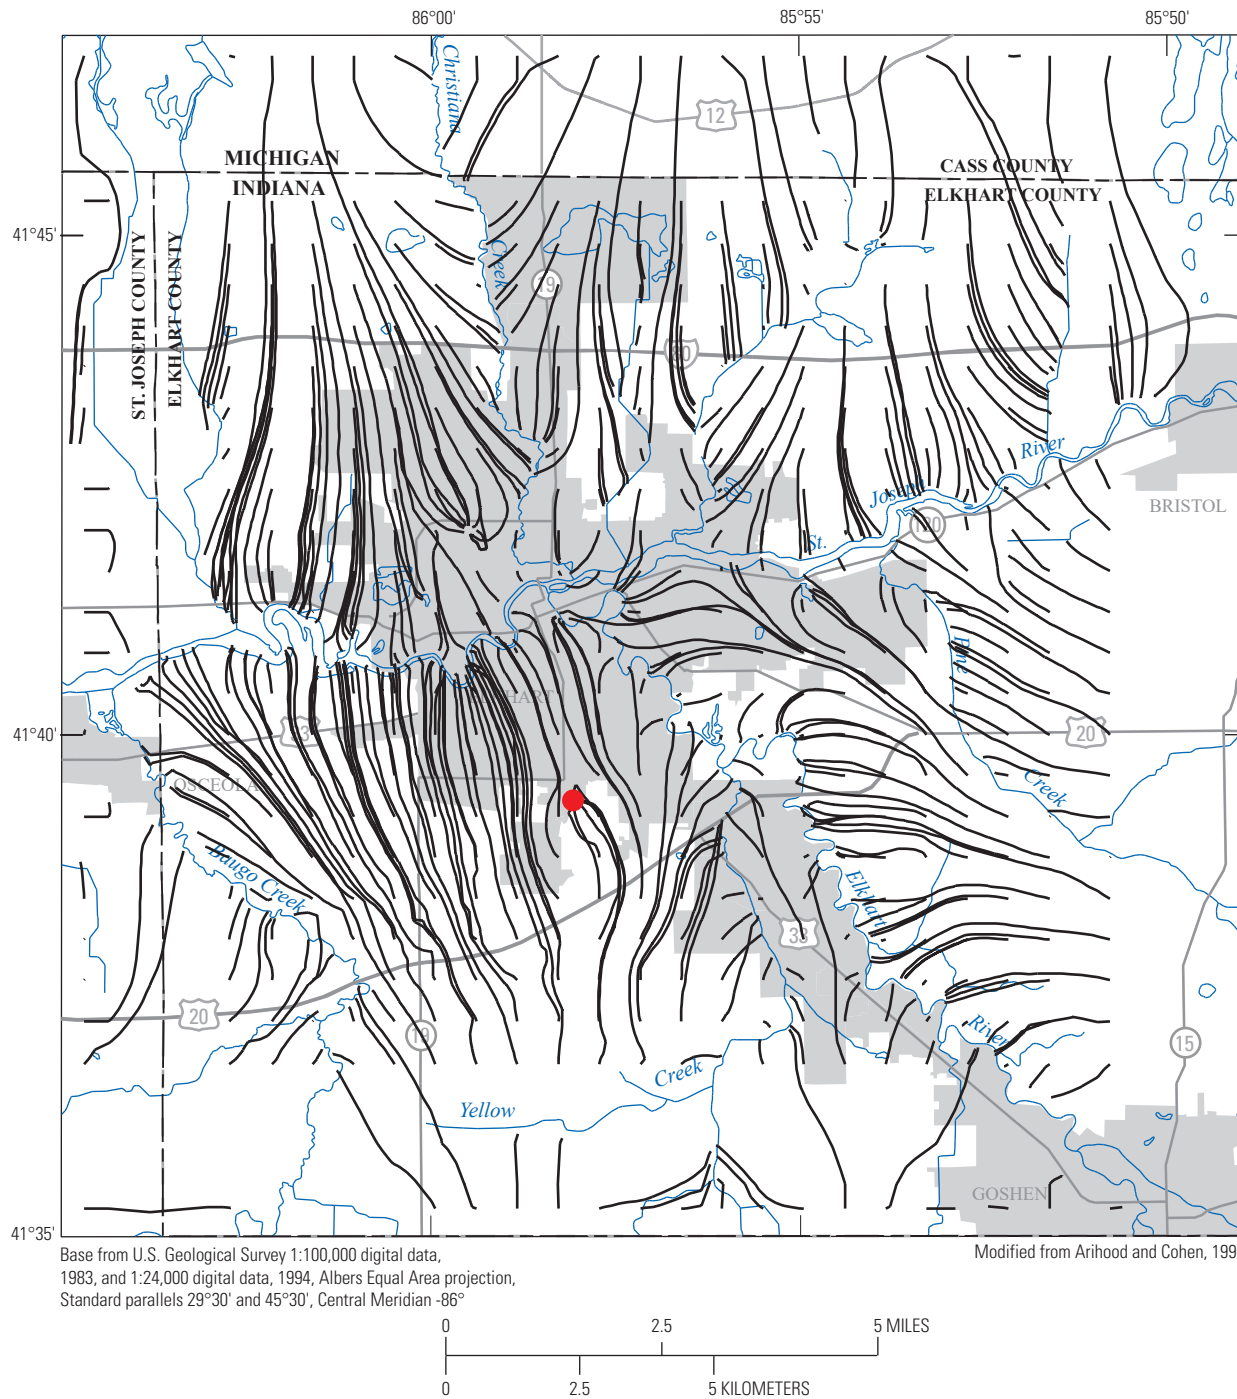 86°00' 85°55' 85°50'
Christiana
12
MICHIGAN
INDIANA
CASS COUNTY
ELKHART COUNTY
41°45'
ST. JOSEPH COUNTY
ELKHART COUNTY
Creek
19
80
River
Joseph
BRISTOL
120
St.
Pine
ELKHART
41°40'
33
20
OSCEOLA
Creek
Baugo Creek
Elkhart
33
20
19
River
15
Creek
Yellow
GOSHEN
41°35'
Base from U.S. Geological Survey 1:100,000 digital data,
1983, and 1:24,000 digital data, 1994, Albers Equal Area projection,
Standard parallels 29°30' and 45°30', Central Meridian -86°
Modified from Arihood and Cohen, 199
0 2.5 5 MILES
0 2.5 5 KILOMETERS